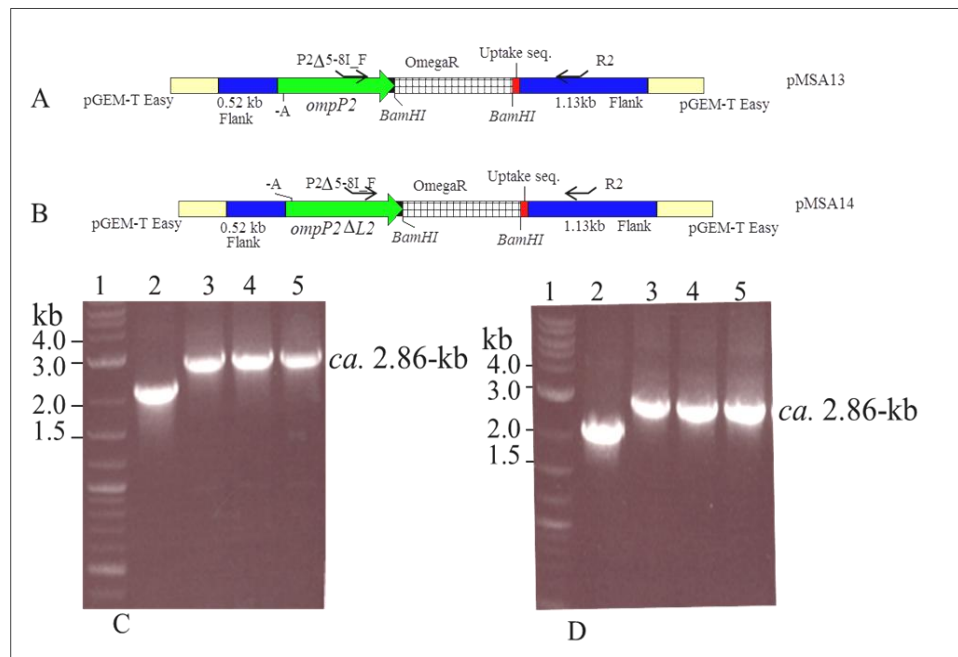 P2Δ5-8I_F
Uptake seq.
OmegaR
R2
pMSA13
A
pGEM-T Easy
0.52 kb
Flank
-A
ompP2
BamHI
BamHI
1.13kb Flank
pGEM-T Easy
-A
P2Δ5-8I_F
OmegaR
Uptake seq.
R2
pMSA14
B
pGEM-T Easy
0.52 kb
Flank
ompP2 ΔL2
BamHI
BamHI
1.13kb Flank
pGEM-T Easy
1 2 3 4 5
kb
4.0
3.0
2.0
1.5
ca. 2.86-kb
C
1 2 3 4 5
kb
4.0
3.0
2.0
1.5
ca. 2.86-kb
D